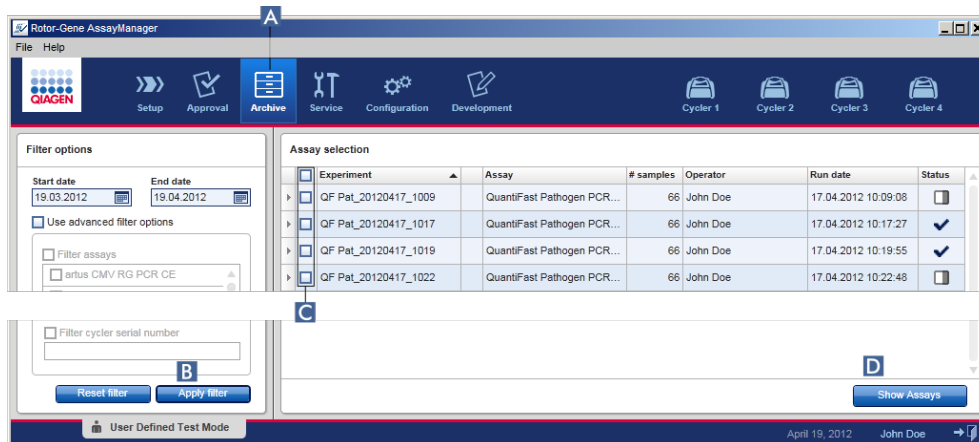 A
Rotor-Gene AssayManager
File Help
QIAGEN
Setup Approval Archive Service Configuration Development Cycler 1 Cycler 2 Cycler 3 Cycler 4
Filter options
Start date End date
19.03.2012 19.04.2012
Use advanced filter options
Filter assays
artus CMV RG PCR CE
Filter cycler serial number
B
Reset filter Apply filter
Assay selection
Experiment Assay # samples Operator Run date Status
QF Pat_20120417_1009 QuantiFast Pathogen PCR... 66 John Doe 17.04.2012 10:09:08
QF Pat_20120417_1017 QuantiFast Pathogen PCR... 66 John Doe 17.04.2012 10:17:27
QF Pat_20120417_1019 QuantiFast Pathogen PCR... 66 John Doe 17.04.2012 10:19:55
QF Pat_20120417_1022 QuantiFast Pathogen PCR... 66 John Doe 17.04.2012 10:22:48
C
D
Show Assays
User Defined Test Mode
April 19, 2012 John Doe